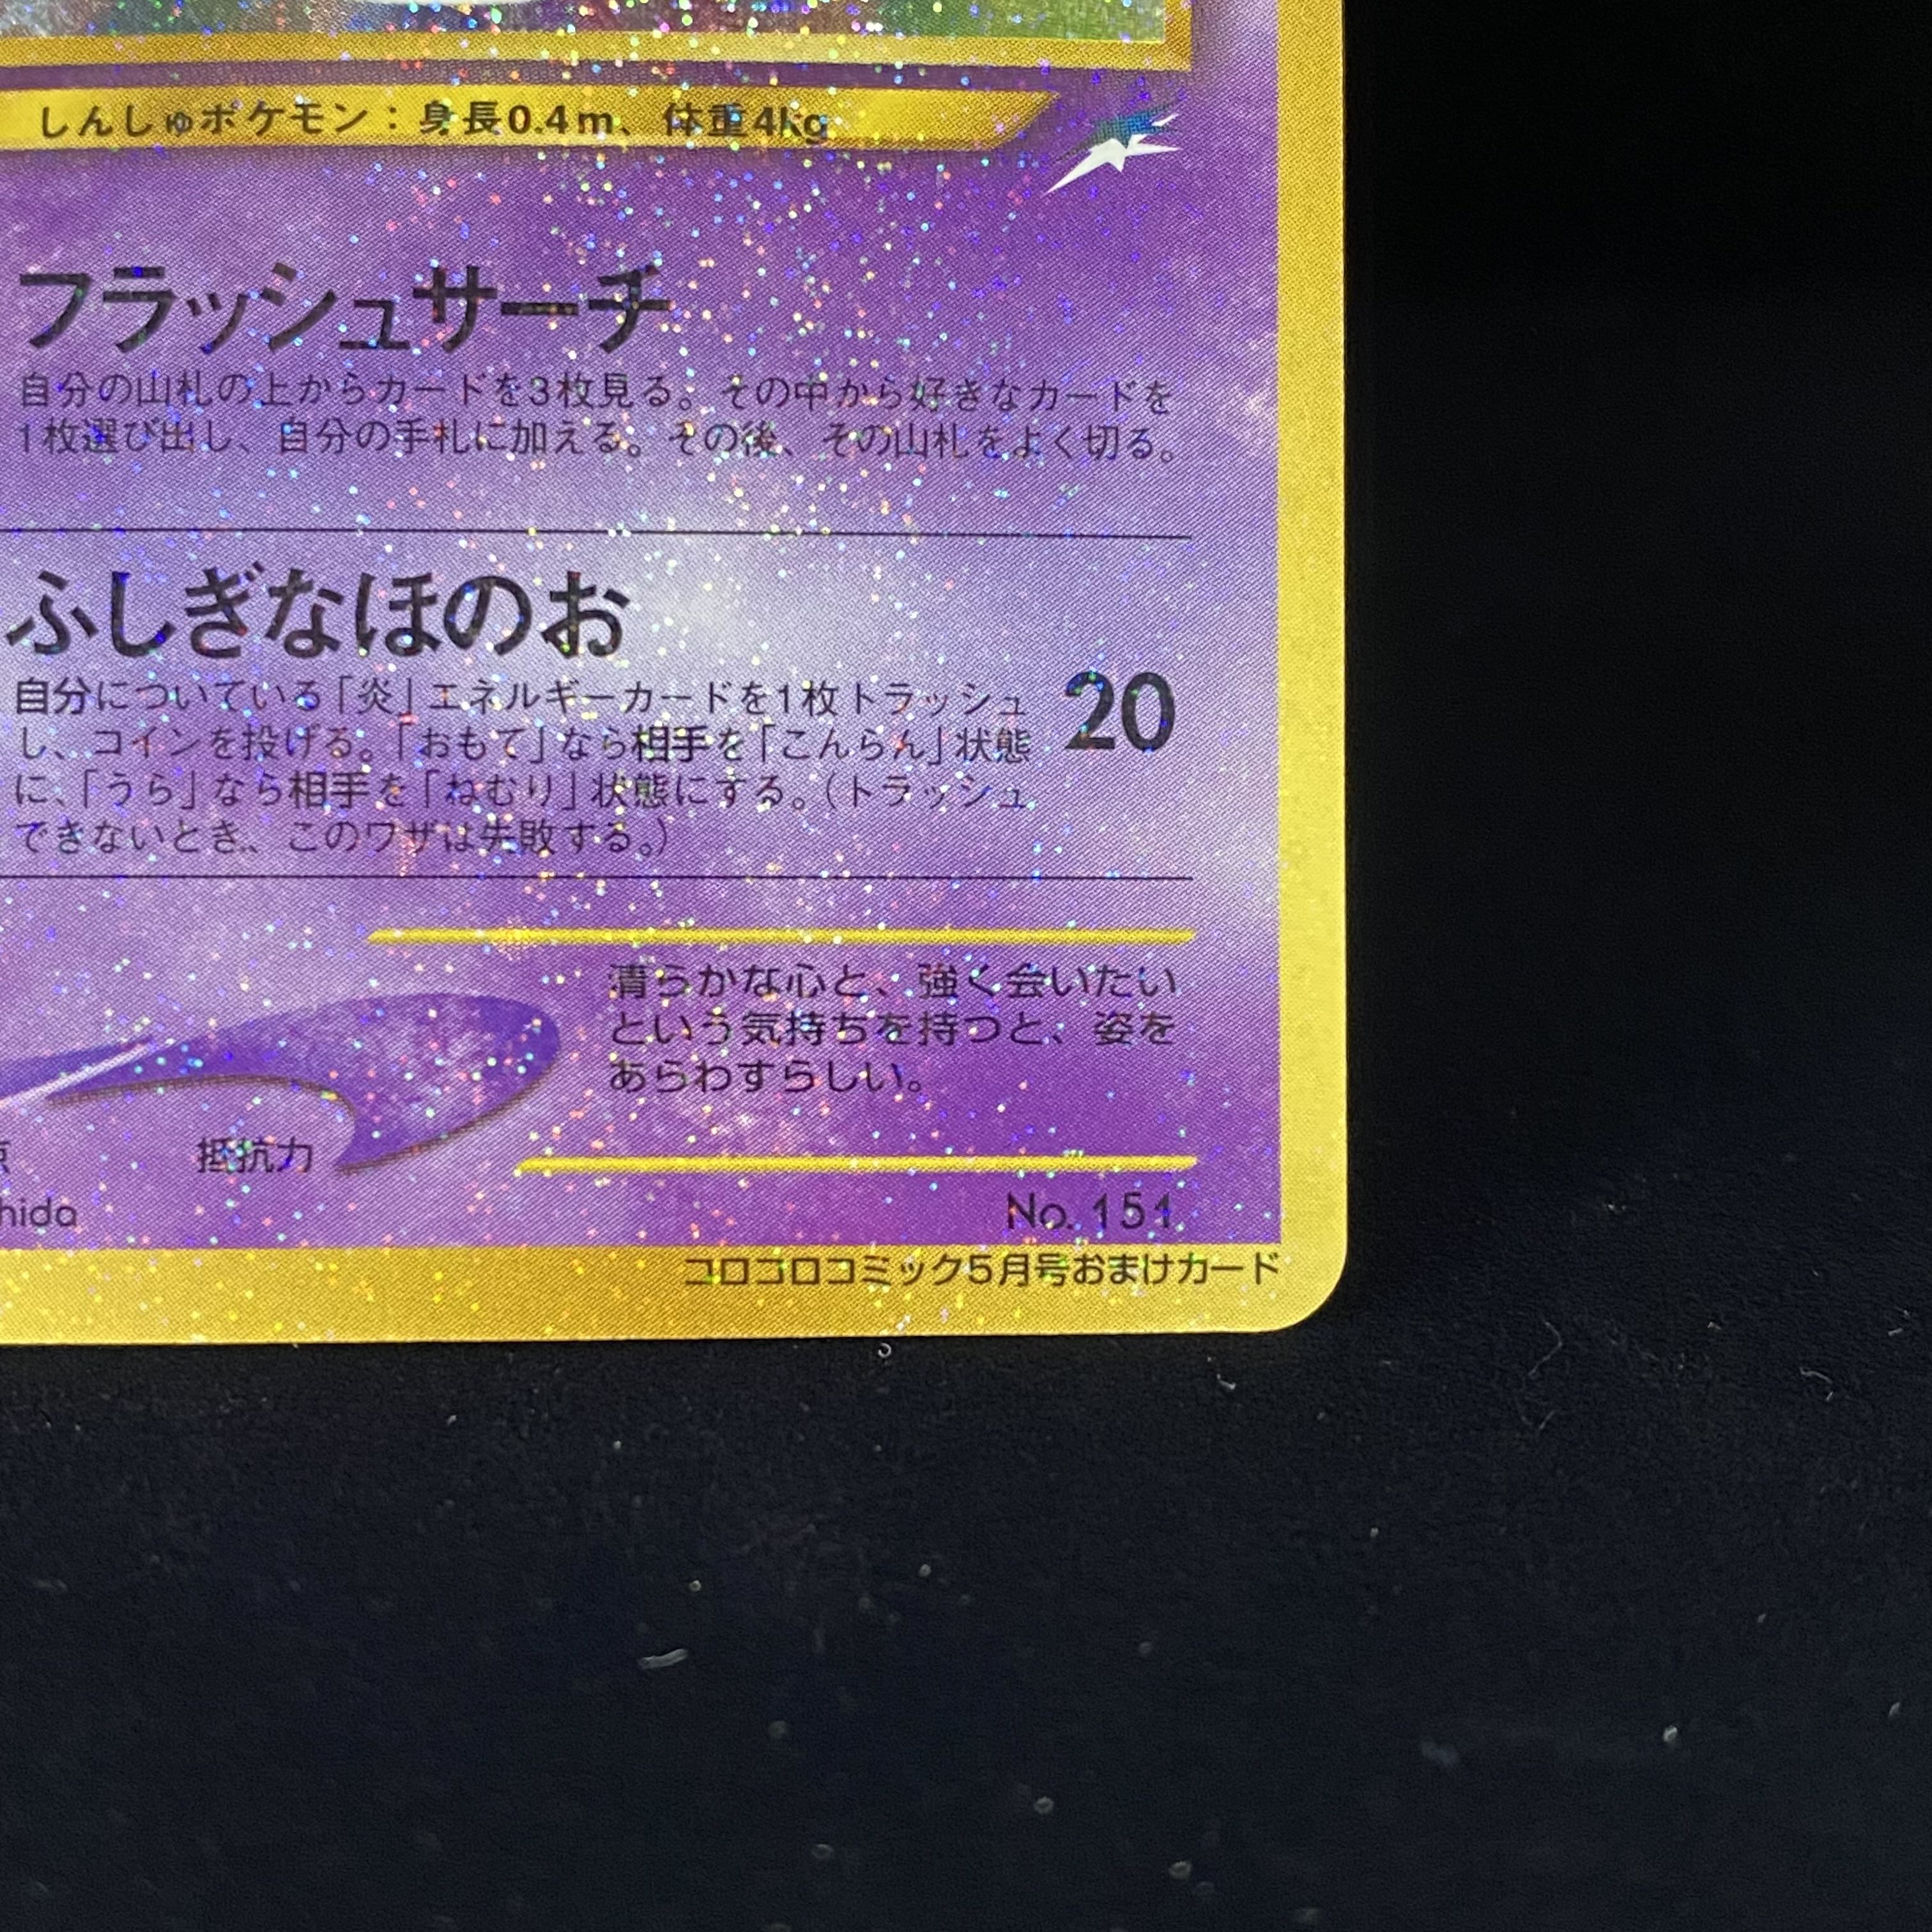 しんしゅポケモン：身長0.4m、体重4kg
フラッシュサーチ
自分の山札の上からカードを3枚見る。その中から好きなカードを
1枚選び出し、自分の手札に加える。その後、その山札をよく切る。
ふしぎなほのお
自分についている「炎」エネルギーカードを1枚トラッシュ
し、コインを投げる。「おもて」なら相手を「こんらん」状態
に、「うら」なら相手を「ねむり」状態にする。（トラッシュ
できないとき、このワザは失敗する。）
20
清らかな心と、強く会いたい
という気持ちを持つと、姿を
あらわすらしい。
抵抗力
hida
No. 151
コロコロコミック5月号おまけカード